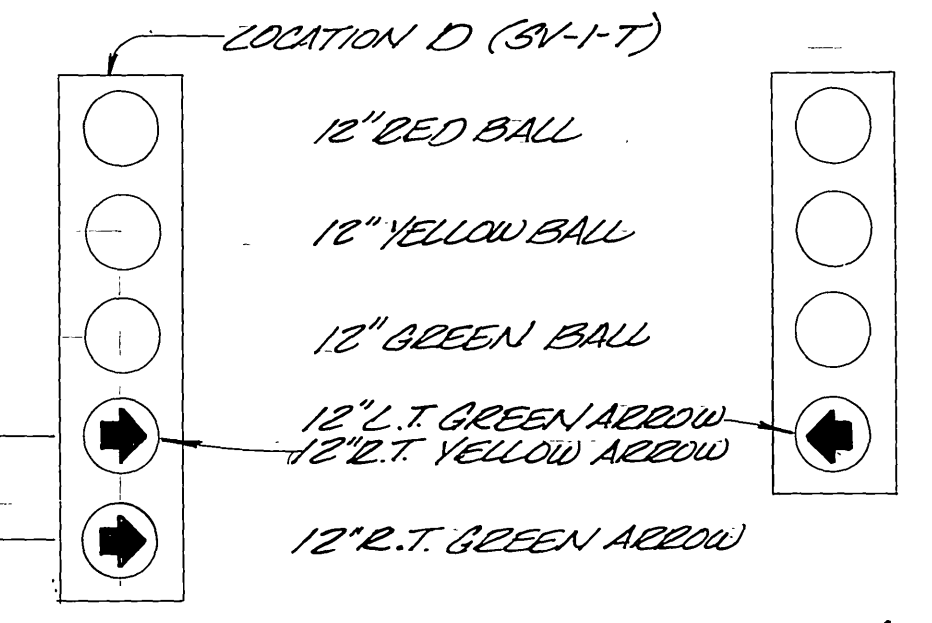 LOCATION D (SV-1-T)
12" RED BALL
12" YELLOW BALL
12" GREEN BALL
12" L.T. GREEN ARROW
12" R.T. YELLOW ARROW
12" R.T. GREEN ARROW